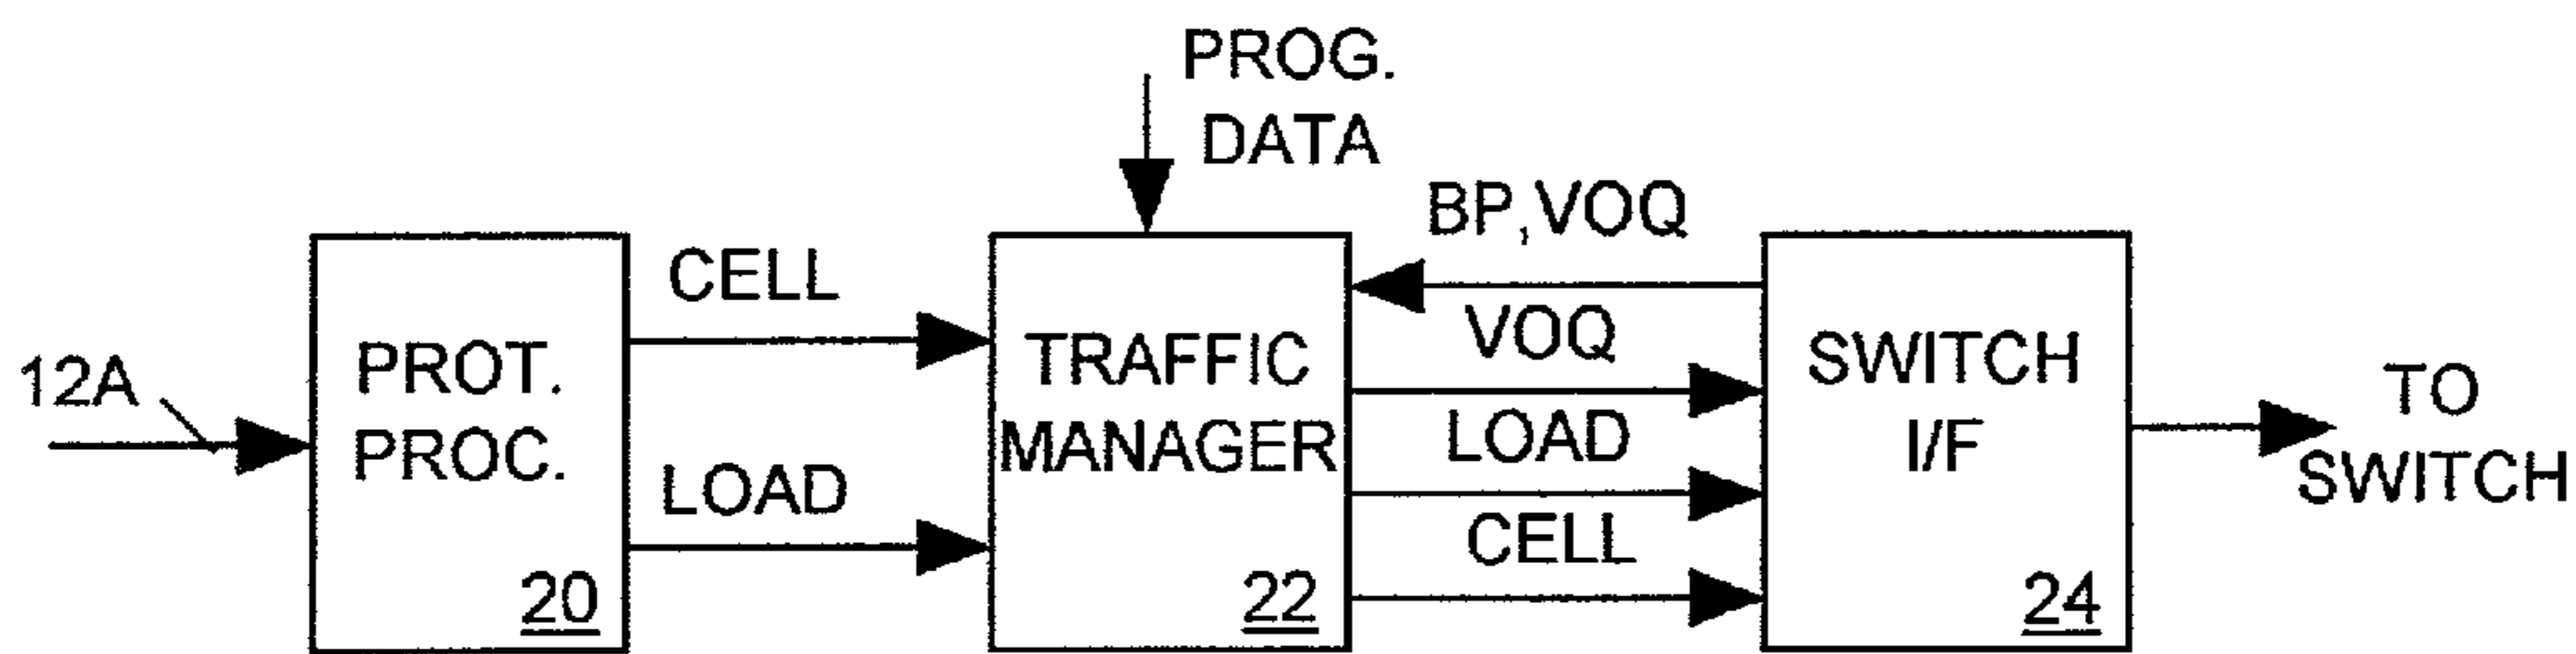 PROG.
DATA
12A
PROT.
PROC.
20
CELL
LOAD
TRAFFIC
MANAGER
22
BP,VOQ
VOQ
LOAD
CELL
SWITCH
I/F
24
TO
SWITCH